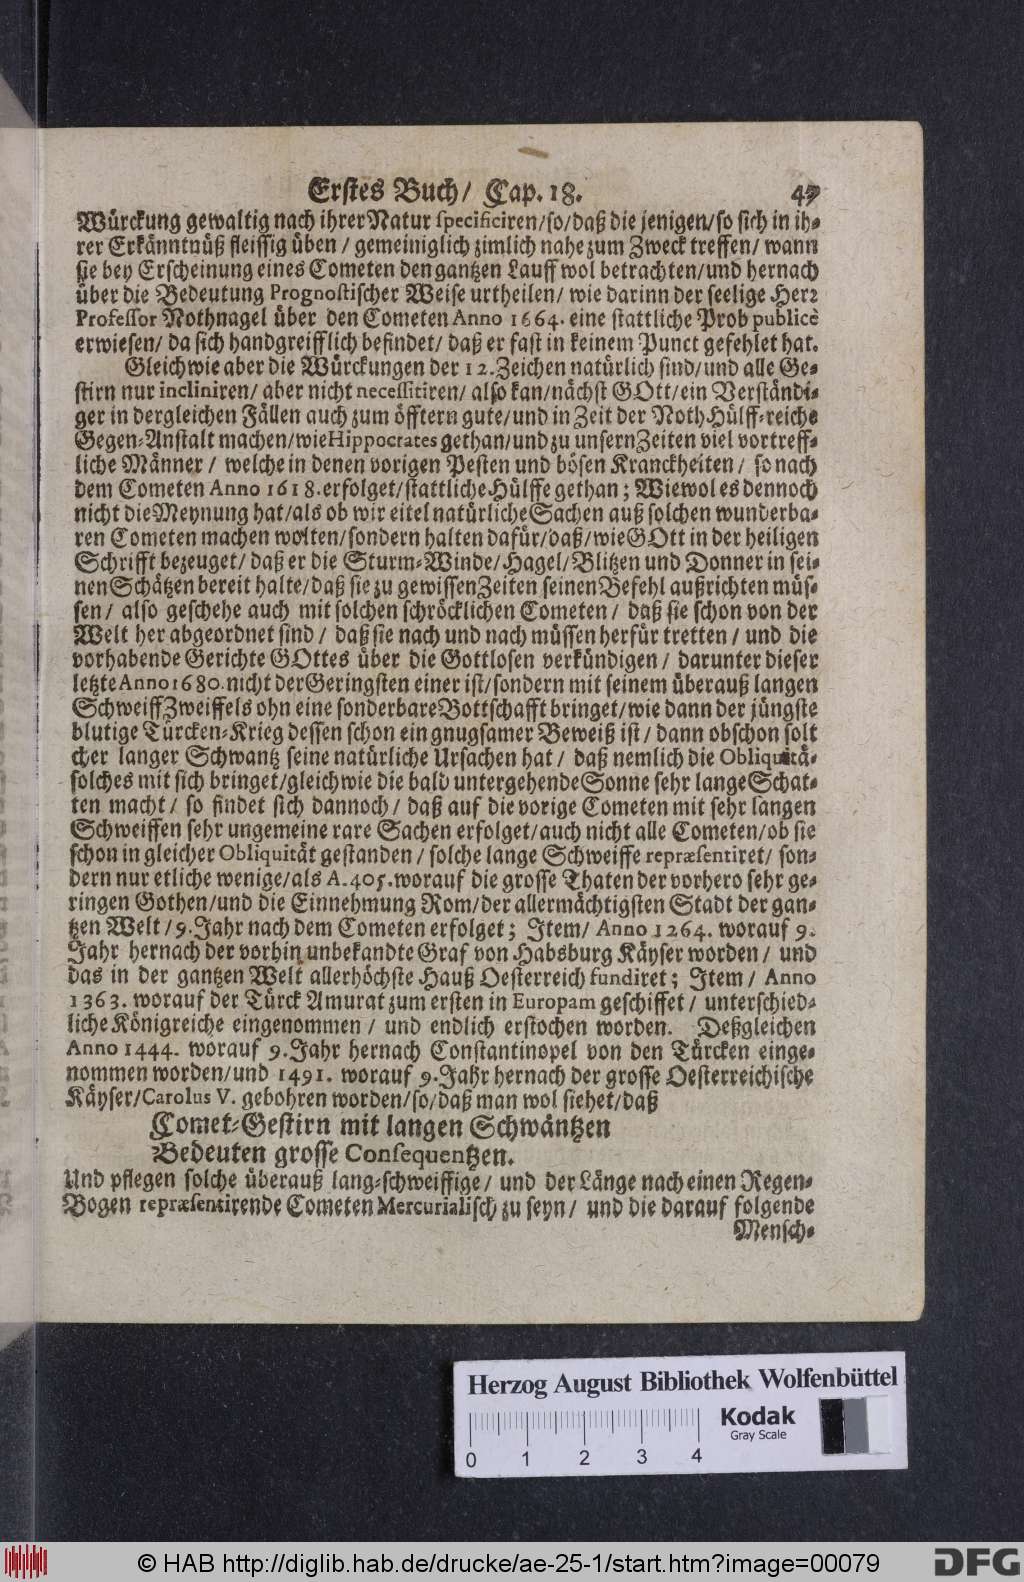 Erstes Buch/ Cap. 18. 47
Würckung gewaltig nach ihrer Natur specificiren/so/daß die jenigen/so sich in ih-
rer Erkänntnüß fleissig üben / gemeiniglich zimlich nahe zum Zweck treffen/ wann
sie bey Erscheinung eines Cometen den gantzen Lauff wol betrachten/und hernach
über die Bedeutung Prognostischer Weise urtheilen/ wie darinn der seelige Herr
Professor Nothnagel über den Cometen Anno 1664. eine stattliche Prob publicè
erwiesen/ da sich handgreifflich befindet/ daß er fast in keinem Punct gefehlet hat.
Gleichwie aber die Würckungen der 12. Zeichen natürlich sind/und alle Ge-
stirn nur incliniren/ aber nicht necessitiren/ also kan/nächst GOtt/ein Verständi-
ger in dergleichen Fällen auch zum öfftern gute/und in Zeit der Noth Hülff-reiche
Gegen-Anstalt machen/wie Hippocrates gethan/und zu unsern Zeiten viel vortreff-
liche Männer / welche in denen vorigen Pesten und bösen Kranckheiten / so nach
dem Cometen Anno 1618. erfolget/stattliche Hülffe gethan; Wiewol es dennoch
nicht die Meynung hat/als ob wir eitel natürliche Sachen auß solchen wunderba-
ren Cometen machen wolten/sondern halten dafür/daß/wie GOtt in der heiligen
Schrifft bezeuget/ daß er die Sturm-Winde/Hagel/Blitzen und Donner in sei-
nen Schätzen bereit halte/daß sie zu gewissen Zeiten seinen Befehl außrichten müs-
sen/ also geschehe auch mit solchen schröcklichen Cometen / daß sie schon von der
Welt her abgeordnet sind / daß sie nach und nach müssen herfür tretten / und die
vorhabende Gerichte GOttes über die Gottlosen verkündigen / darunter dieser
letzte Anno 1680. nicht der Geringsten einer ist/sondern mit seinem überauß langen
Schweiff Zweiffels ohn eine sonderbare Bottschafft bringet/wie dann der jüngste
blutige Türcken-Krieg dessen schon ein gnugsamer Beweiß ist / dann obschon solt
cher langer Schwantz seine natürliche Ursachen hat / daß nemlich die Obliquitä-
solches mit sich bringet/gleichwie die bald untergehende Sonne sehr lange Schat-
ten macht / so findet sich dannoch / daß auf die vorige Cometen mit sehr langen
Schweiffen sehr ungemeine rare Sachen erfolget/auch nicht alle Cometen/ob sie
schon in gleicher Obliquität gestanden / solche lange Schweiffe repræsentiret/ son-
dern nur etliche wenige/als A. 405. worauf die grosse Thaten der vorhero sehr ge-
ringen Gothen/und die Einnehmung Rom/der allermächtigsten Stadt der gan-
tzen Welt / 9. Jahr nach dem Cometen erfolget; Item/ Anno 1264. worauf 9.
Jahr hernach der vorhin unbekandte Graf von Habsburg Käyser worden / und
das in der gantzen Welt allerhöchste Hauß Oesterreich fundiret; Item / Anno
1363. worauf der Türck Amurat zum ersten in Europam geschiffet / unterschied-
liche Königreiche eingenommen / und endlich erstochen worden. Deßgleichen
Anno 1444. worauf 9. Jahr hernach Constantinopel von den Türcken einge-
nommen worden/und 1491. worauf 9. Jahr hernach der grosse Oesterreichische
Käyser/Carolus V. gebohren worden/so/daß man wol siehet/daß
Comet-Gestirn mit langen Schwäntzen
Bedeuten grosse Consequentzen.
Und pflegen solche überauß lang-schweiffige / und der Länge nach einen Regen-
Bogen repræsentirende Cometen Mercurialisch zu seyn/ und die darauf folgende
Mensch-
Herzog August Bibliothek Wolfenbüttel
Kodak
Gray Scale
0 1 2 3 4
© HAB http://diglib.hab.de/drucke/ae-25-1/start.htm?image=00079
DFG